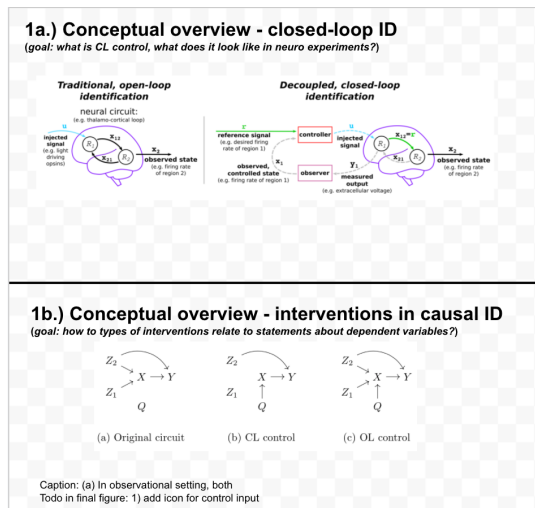 1a.) Conceptual overview - closed-loop ID
(goal: what is CL control, what does it look like in neuro experiments?)
Traditional, open-loop
identification
neural circuit:
(e.g. thalamo-cortical loop)
u
injected
signal
(e.g. light
driving
opsins)
R₁
x₁₂
x₂₁
R₂
x₂
observed state
(e.g. firing
rate of
region 2)
Decoupled, closed-loop
identification
r
reference signal
(e.g. desired firing
rate of region 1)
controller
u
injected
signal
x₁₂=r
R₁
x₂₁
R₂
x₂
observed state
(e.g. firing rate
of region 2)
x₁
observed,
controlled state
(e.g. firing rate of region 1)
observer
y₁
measured
output
(e.g. extracellular voltage)
1b.) Conceptual overview - interventions in causal ID
(goal: how to types of interventions relate to statements about dependent variables?)
Z₂
X → Y
Z₁
Q
(a) Original circuit
Z₂
X → Y
Z₁
Q
(b) CL control
Z₂
X → Y
Z₁
Q
(c) OL control
Caption: (a) In observational setting, both
Todo in final figure: 1) add icon for control input